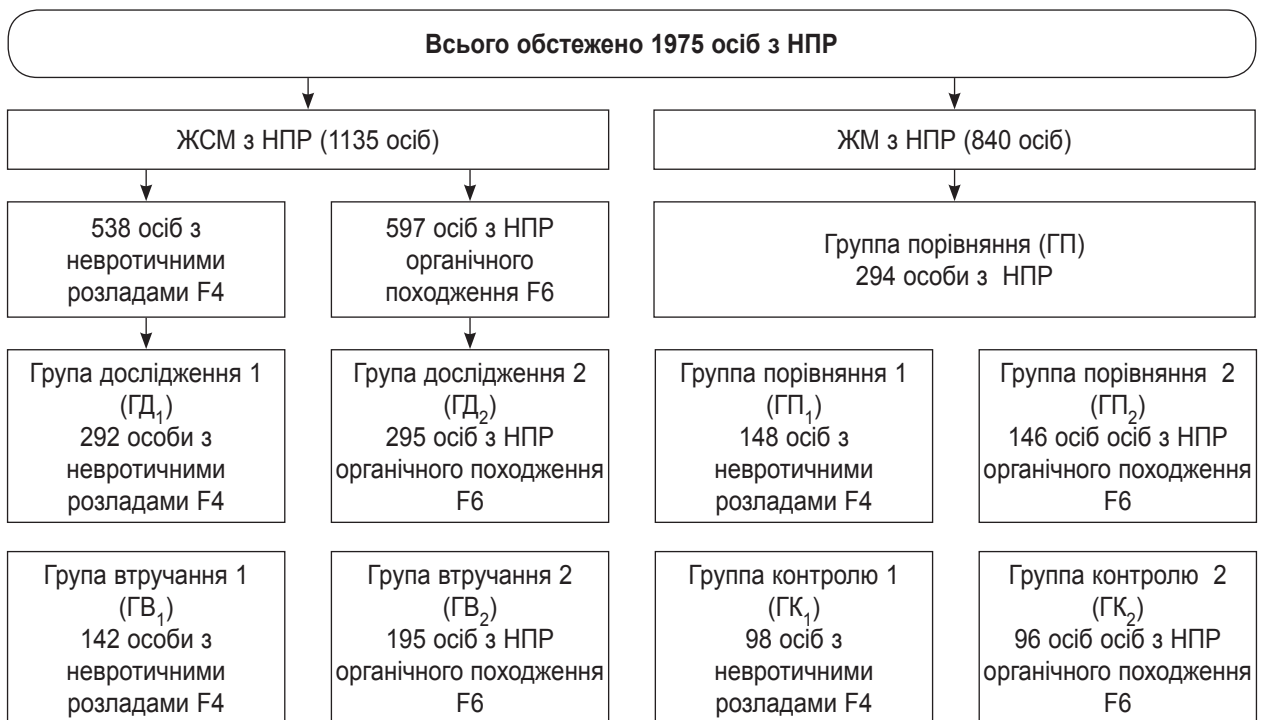 Всього обстежено 1975 осіб з НПР
ЖСМ з НПР (1135 осіб)
ЖМ з НПР (840 осіб)
538 осіб з
невротичними
розладами F4
597 осіб з НПР
органічного
походження F6
Группа порівняння (ГП)
294 особи з НПР
Група дослідження 1
(ГД₁)
292 особи з
невротичними
розладами F4
Група дослідження 2
(ГД₂)
295 осіб з НПР
органічного походження
F6
Группа порівняння 1
(ГП₁)
148 осіб з
невротичними
розладами F4
Группа порівняння 2
(ГП₂)
146 осіб осіб з НПР
органічного походження
F6
Група втручання 1
(ГВ₁)
142 особи з
невротичними
розладами F4
Група втручання 2
(ГВ₂)
195 осіб з НПР
органічного походження
F6
Группа контролю 1
(ГК₁)
98 осіб з
невротичними
розладами F4
Группа контролю 2
(ГК₂)
96 осіб осіб з НПР
органічного походження
F6